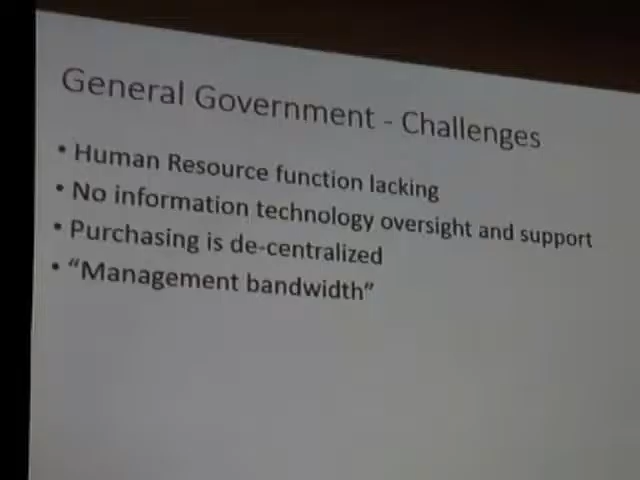 General Government - Challenges
• Human Resource function lacking
• No information technology oversight and support
• Purchasing is de-centralized
• “Management bandwidth”